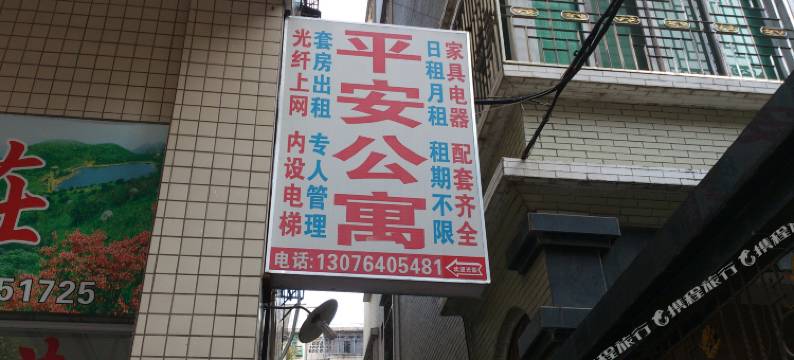 平安公寓
光纤上网 内设电梯
套房出租 专人管理
日租月租 租期不限
家具电器 配套齐全
电话:13076405481
51725
携程旅行
携程旅行